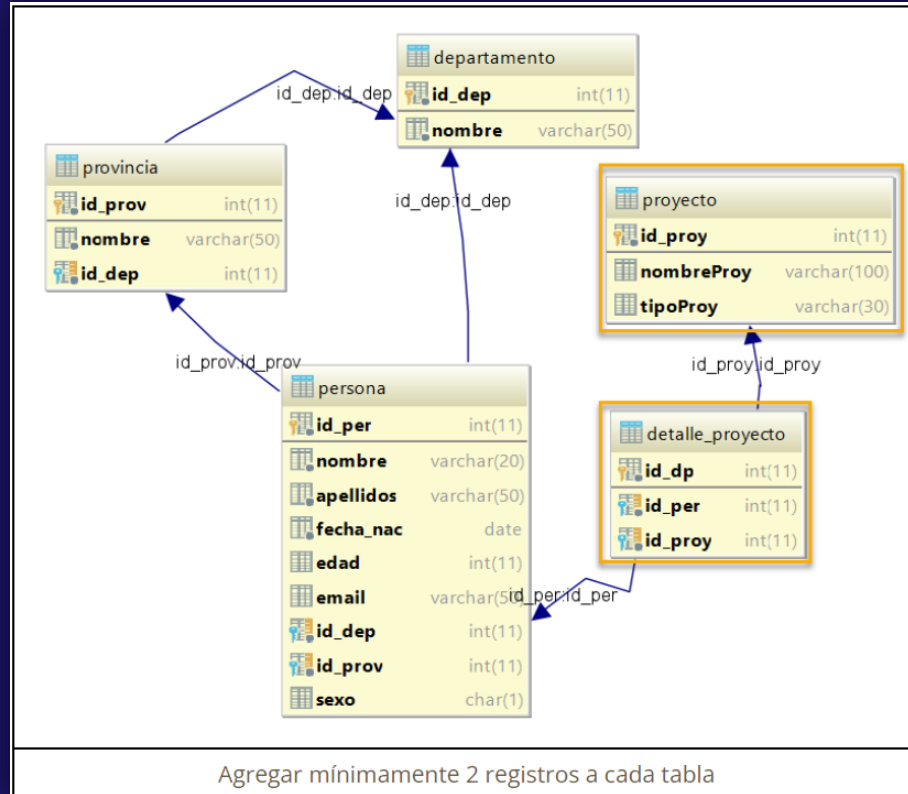 departamento
id_dep int(11)
nombre varchar(50)
id_dep:id_dep
provincia
id_prov int(11)
nombre varchar(50)
id_dep int(11)
id_dep:id_dep
proyecto
id_proy int(11)
nombreProy varchar(100)
tipoProy varchar(30)
id_prov:id_prov
id_proy:id_proy
persona
id_per int(11)
nombre varchar(20)
apellidos varchar(50)
fecha_nac date
edad int(11)
email varchar(50)
id_dep int(11)
id_prov int(11)
sexo char(1)
detalle_proyecto
id_dp int(11)
id_per int(11)
id_proy int(11)
id_per:id_per
Agregar mínimamente 2 registros a cada tabla